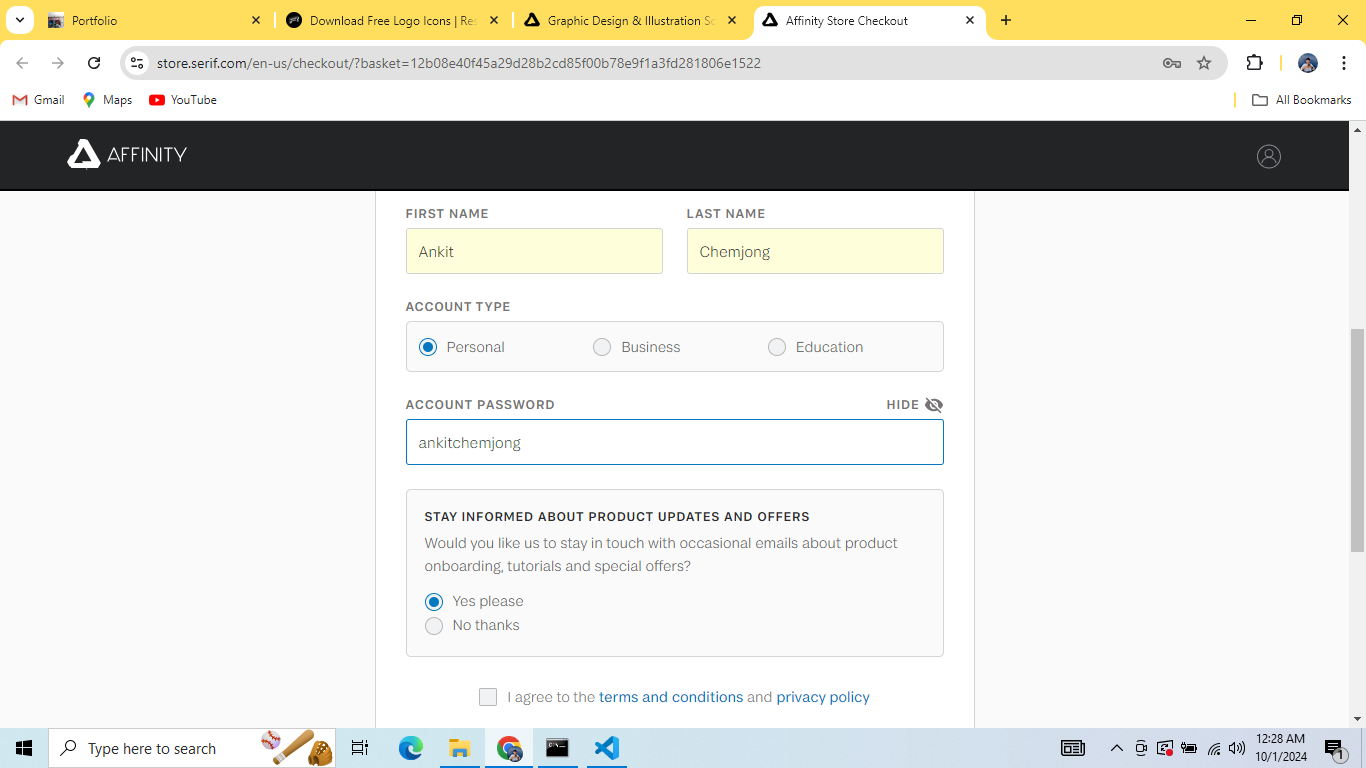 Portfolio
Download Free Logo Icons | Re
Graphic Design & Illustration So
Affinity Store Checkout
store.serif.com/en-us/checkout/?basket=12b08e40f45a29d28b2cd85f00b78e9f1a3fd281806e1522
Gmail
Maps
YouTube
All Bookmarks
AFFINITY
FIRST NAME
LAST NAME
Ankit
Chemjong
ACCOUNT TYPE
Personal
Business
Education
ACCOUNT PASSWORD
HIDE
ankitchemjong
STAY INFORMED ABOUT PRODUCT UPDATES AND OFFERS
Would you like us to stay in touch with occasional emails about product
onboarding, tutorials and special offers?
Yes please
No thanks
I agree to the terms and conditions and privacy policy
Type here to search
12:28 AM
10/1/2024
1